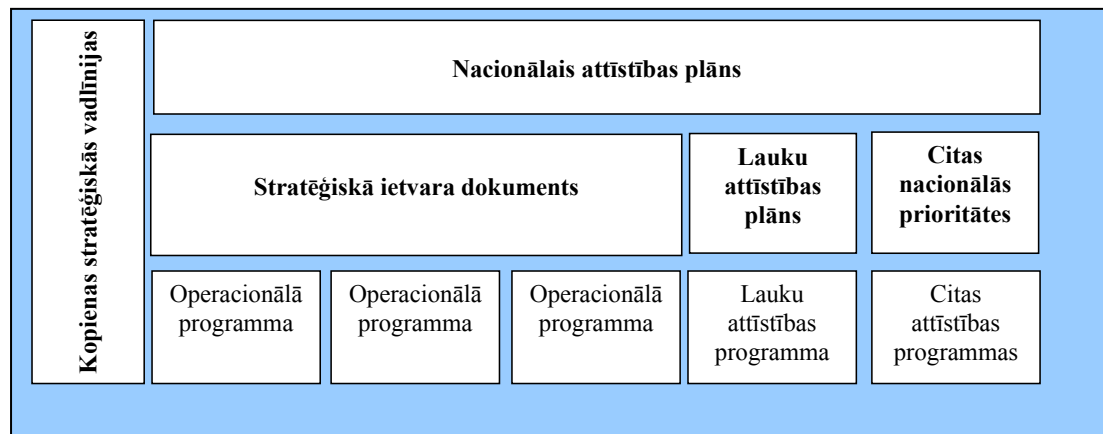 Kopienas stratēģiskās vadlīnijas
Nacionālais attīstības plāns
Stratēģiskā ietvara dokuments
Lauku
attīstības
plāns
Citas
nacionālās
prioritātes
Operacionālā
programma
Operacionālā
programma
Operacionālā
programma
Lauku
attīstības
programma
Citas
attīstības
programmas